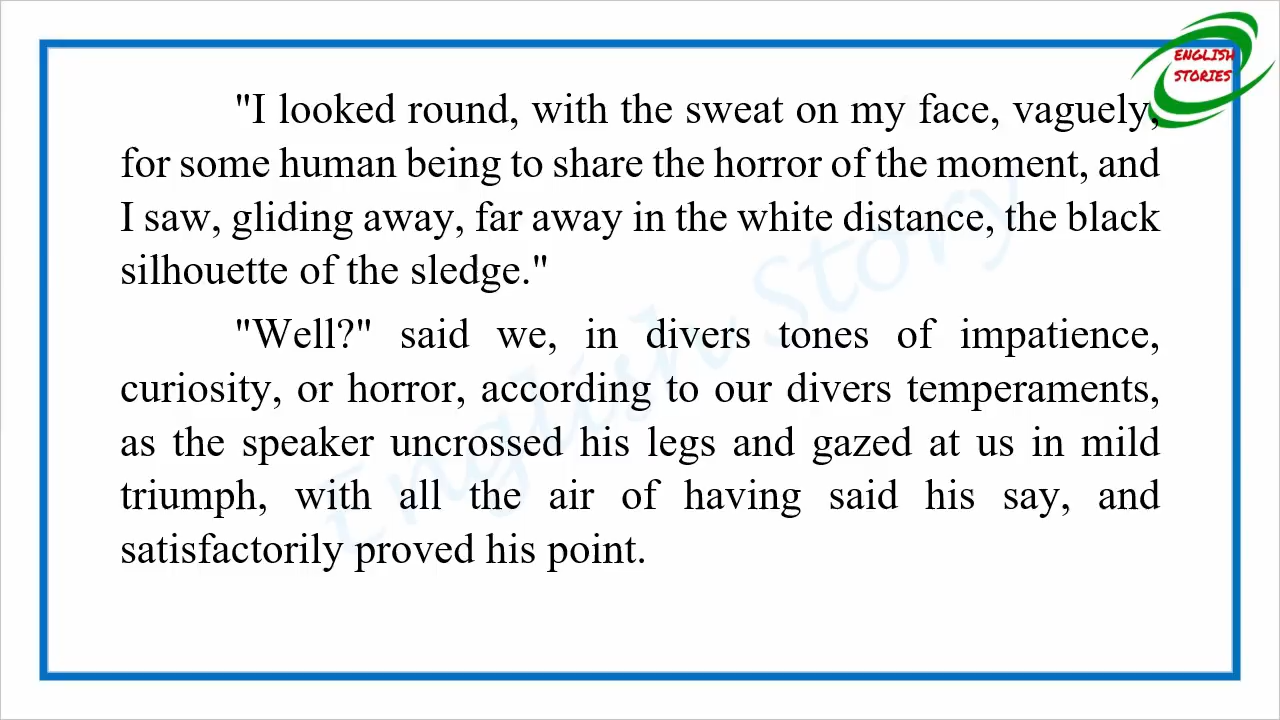 ENGLISH
STORIES
"I looked round, with the sweat on my face, vaguely,
for some human being to share the horror of the moment, and
I saw, gliding away, far away in the white distance, the black
silhouette of the sledge."
"Well?" said we, in divers tones of impatience,
curiosity, or horror, according to our divers temperaments,
as the speaker uncrossed his legs and gazed at us in mild
triumph, with all the air of having said his say, and
satisfactorily proved his point.
English Story